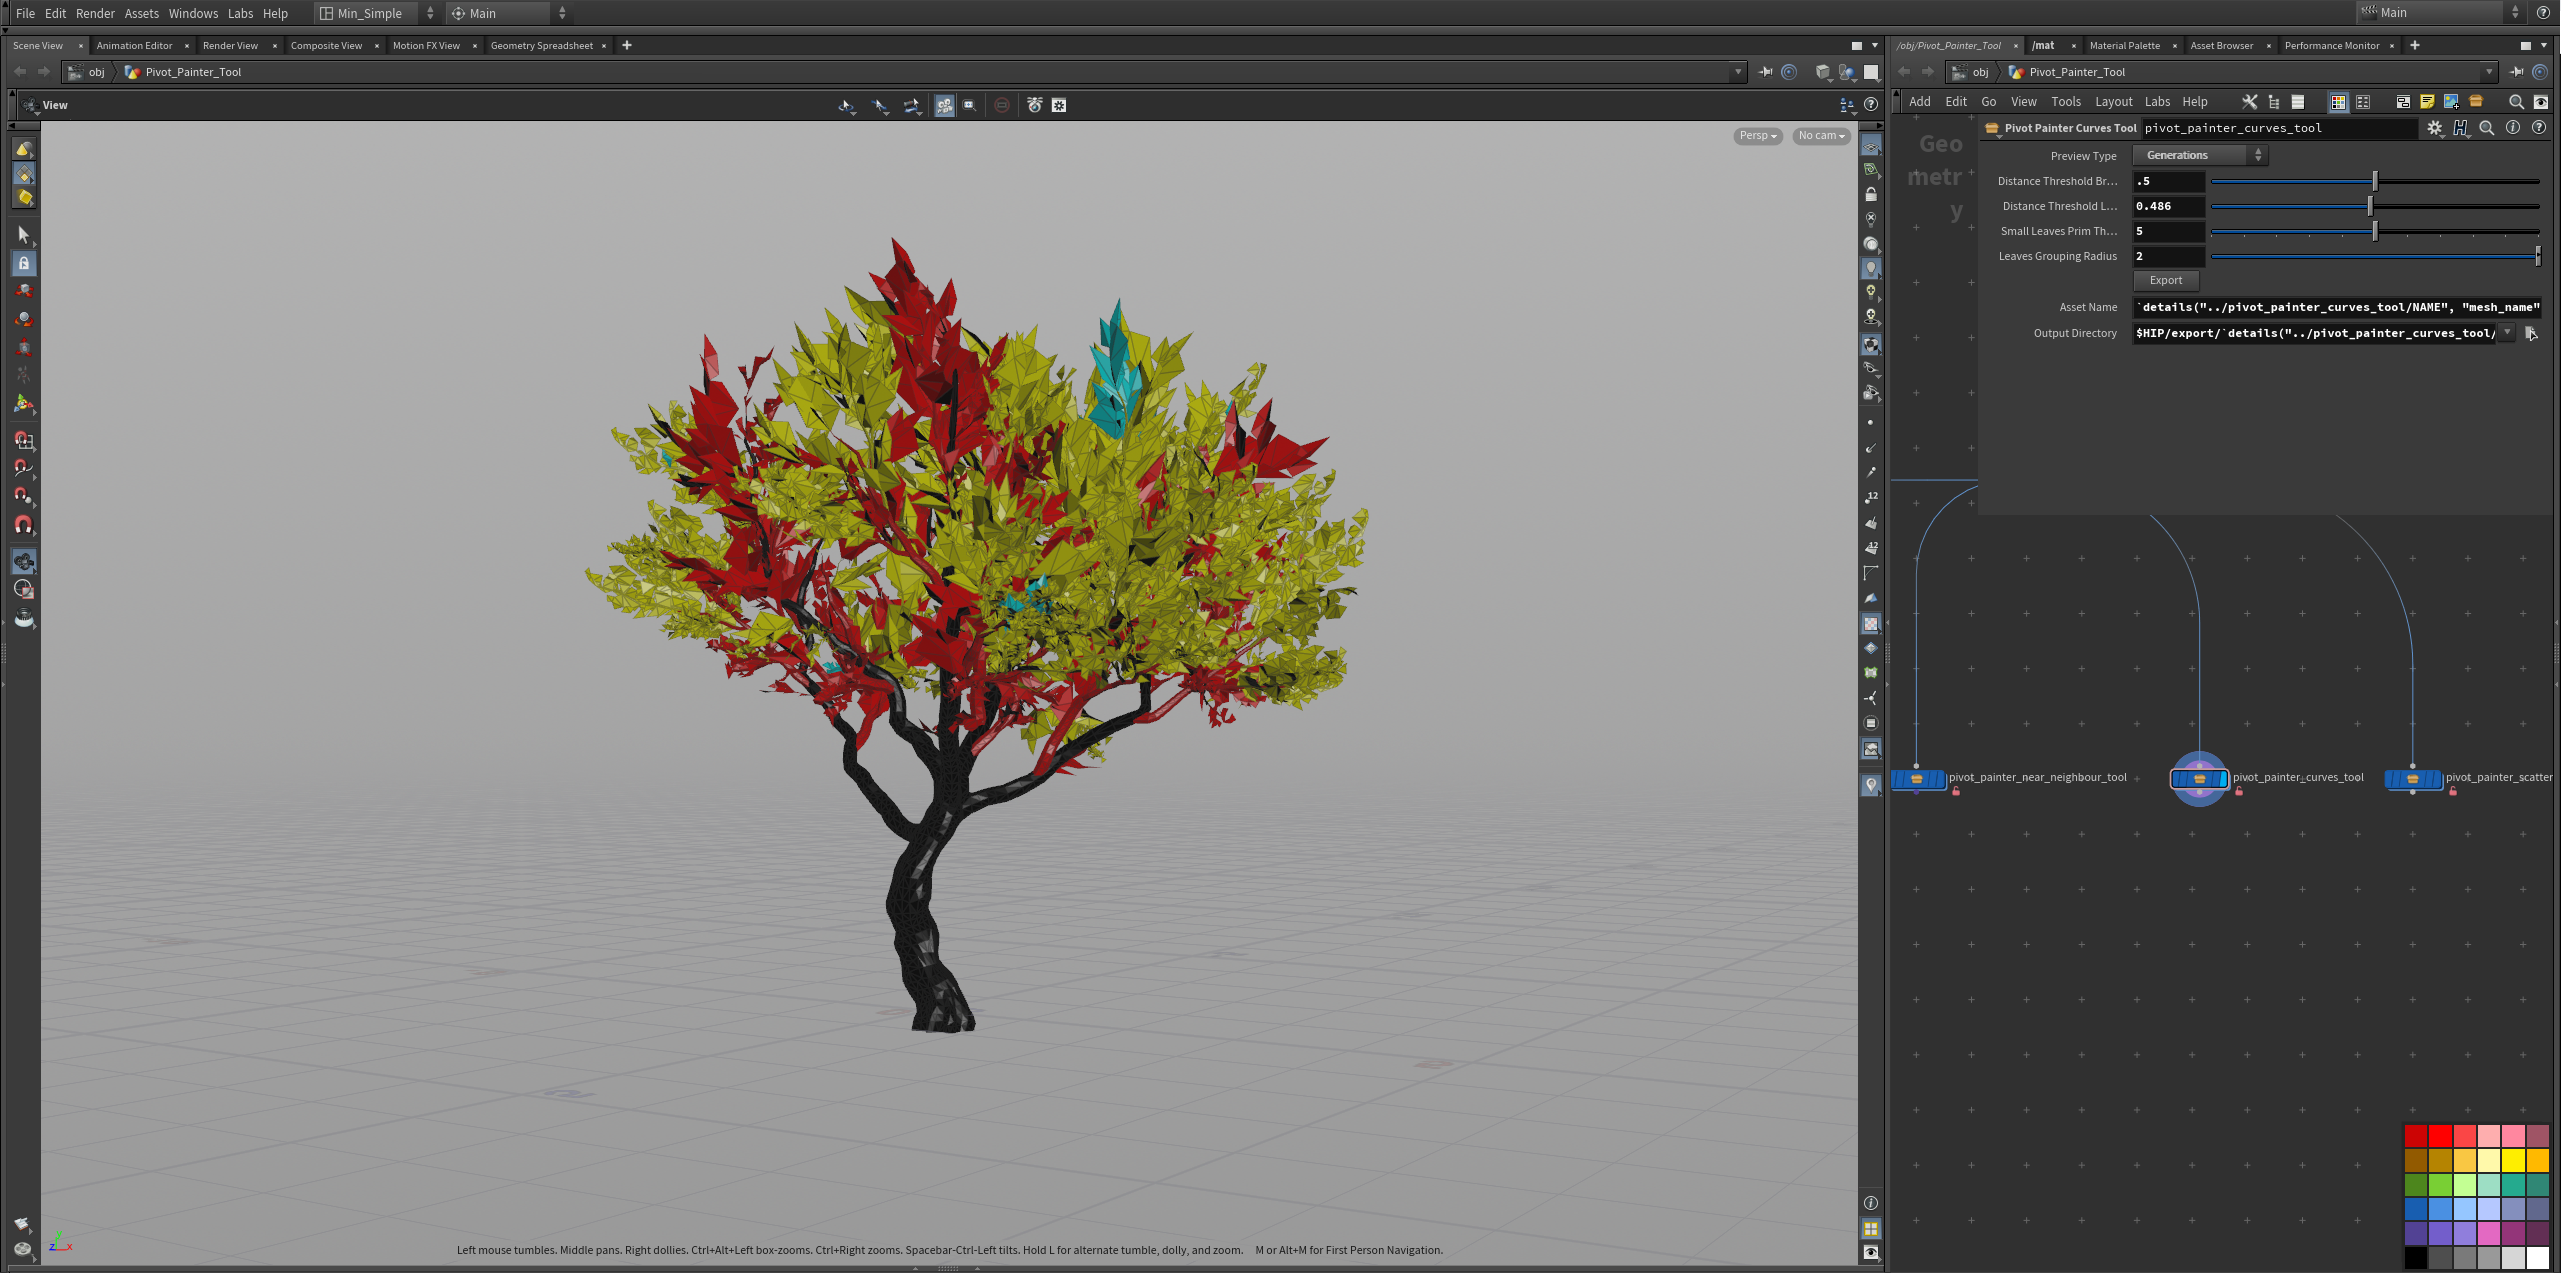 File Edit Render Assets Windows Labs Help Min_Simple Main Main
Scene View Animation Editor Render View Composite View Motion FX View Geometry Spreadsheet
/obj/Pivot_Painter_Tool /mat Material Palette Asset Browser Performance Monitor
obj Pivot_Painter_Tool
obj Pivot_Painter_Tool
View
Add Edit Go View Tools Layout Labs Help
Persp No cam
Geo
metr
y
Pivot Painter Curves Tool pivot_painter_curves_tool
Preview Type Generations
Distance Threshold Br... .5
Distance Threshold L... 0.486
Small Leaves Prim Th... 5
Leaves Grouping Radius 2
Export
Asset Name `details("../pivot_painter_curves_tool/NAME", "mesh_name"
Output Directory $HIP/export/`details("../pivot_painter_curves_tool/
12
12
pivot_painter_near_neighbour_tool pivot_painter_curves_tool pivot_painter_scatter
z x
Left mouse tumbles. Middle pans. Right dollies. Ctrl+Alt+Left box-zooms. Ctrl+Right zooms. Spacebar-Ctrl-Left tilts. Hold L for alternate tumble, dolly, and zoom. M or Alt+M for First Person Navigation.